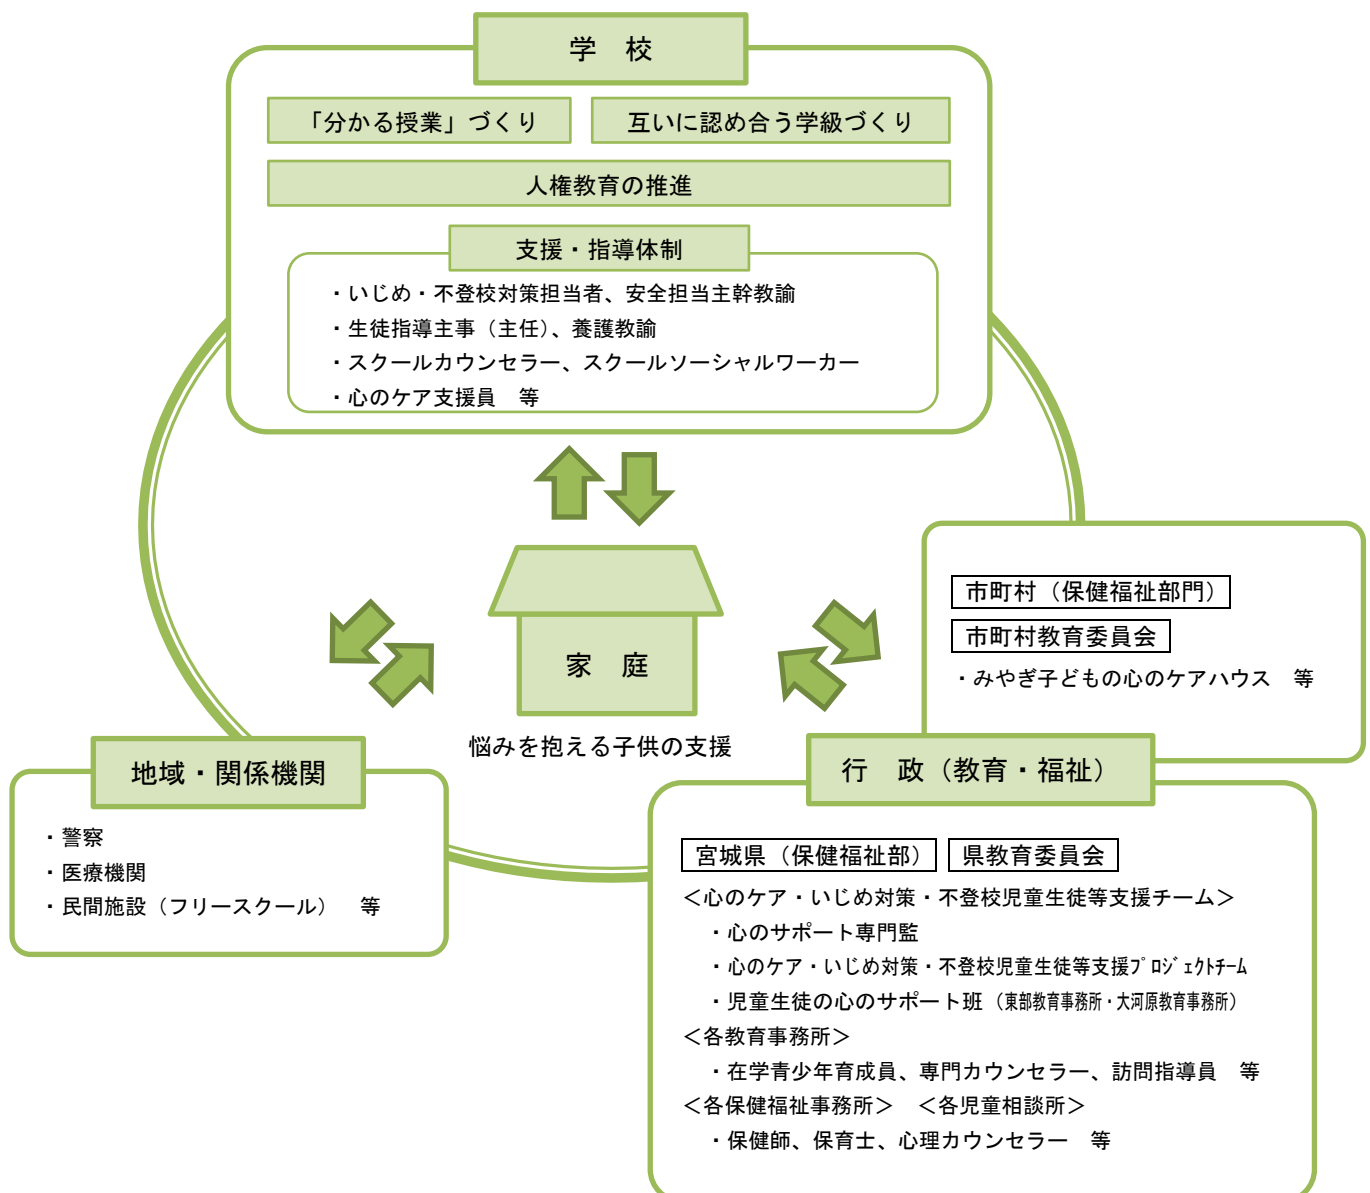 学　校
「分かる授業」づくり
互いに認め合う学級づくり
人権教育の推進
支援・指導体制
・いじめ・不登校対策担当者、安全担当主幹教諭
・生徒指導主事（主任）、養護教諭
・スクールカウンセラー、スクールソーシャルワーカー
・心のケア支援員　等
家　庭
悩みを抱える子供の支援
市町村（保健福祉部門）
市町村教育委員会
・みやぎ子どもの心のケアハウス　等
地域・関係機関
・警察
・医療機関
・民間施設（フリースクール）　等
行　政（教育・福祉）
宮城県（保健福祉部）　県教育委員会
＜心のケア・いじめ対策・不登校児童生徒等支援チーム＞
・心のサポート専門監
・心のケア・いじめ対策・不登校児童生徒等支援ﾌﾟﾛｼﾞｪｸﾄﾁｰﾑ
・児童生徒の心のサポート班（東部教育事務所・大河原教育事務所）
＜各教育事務所＞
・在学青少年育成員、専門カウンセラー、訪問指導員　等
＜各保健福祉事務所＞　＜各児童相談所＞
・保健師、保育士、心理カウンセラー　等